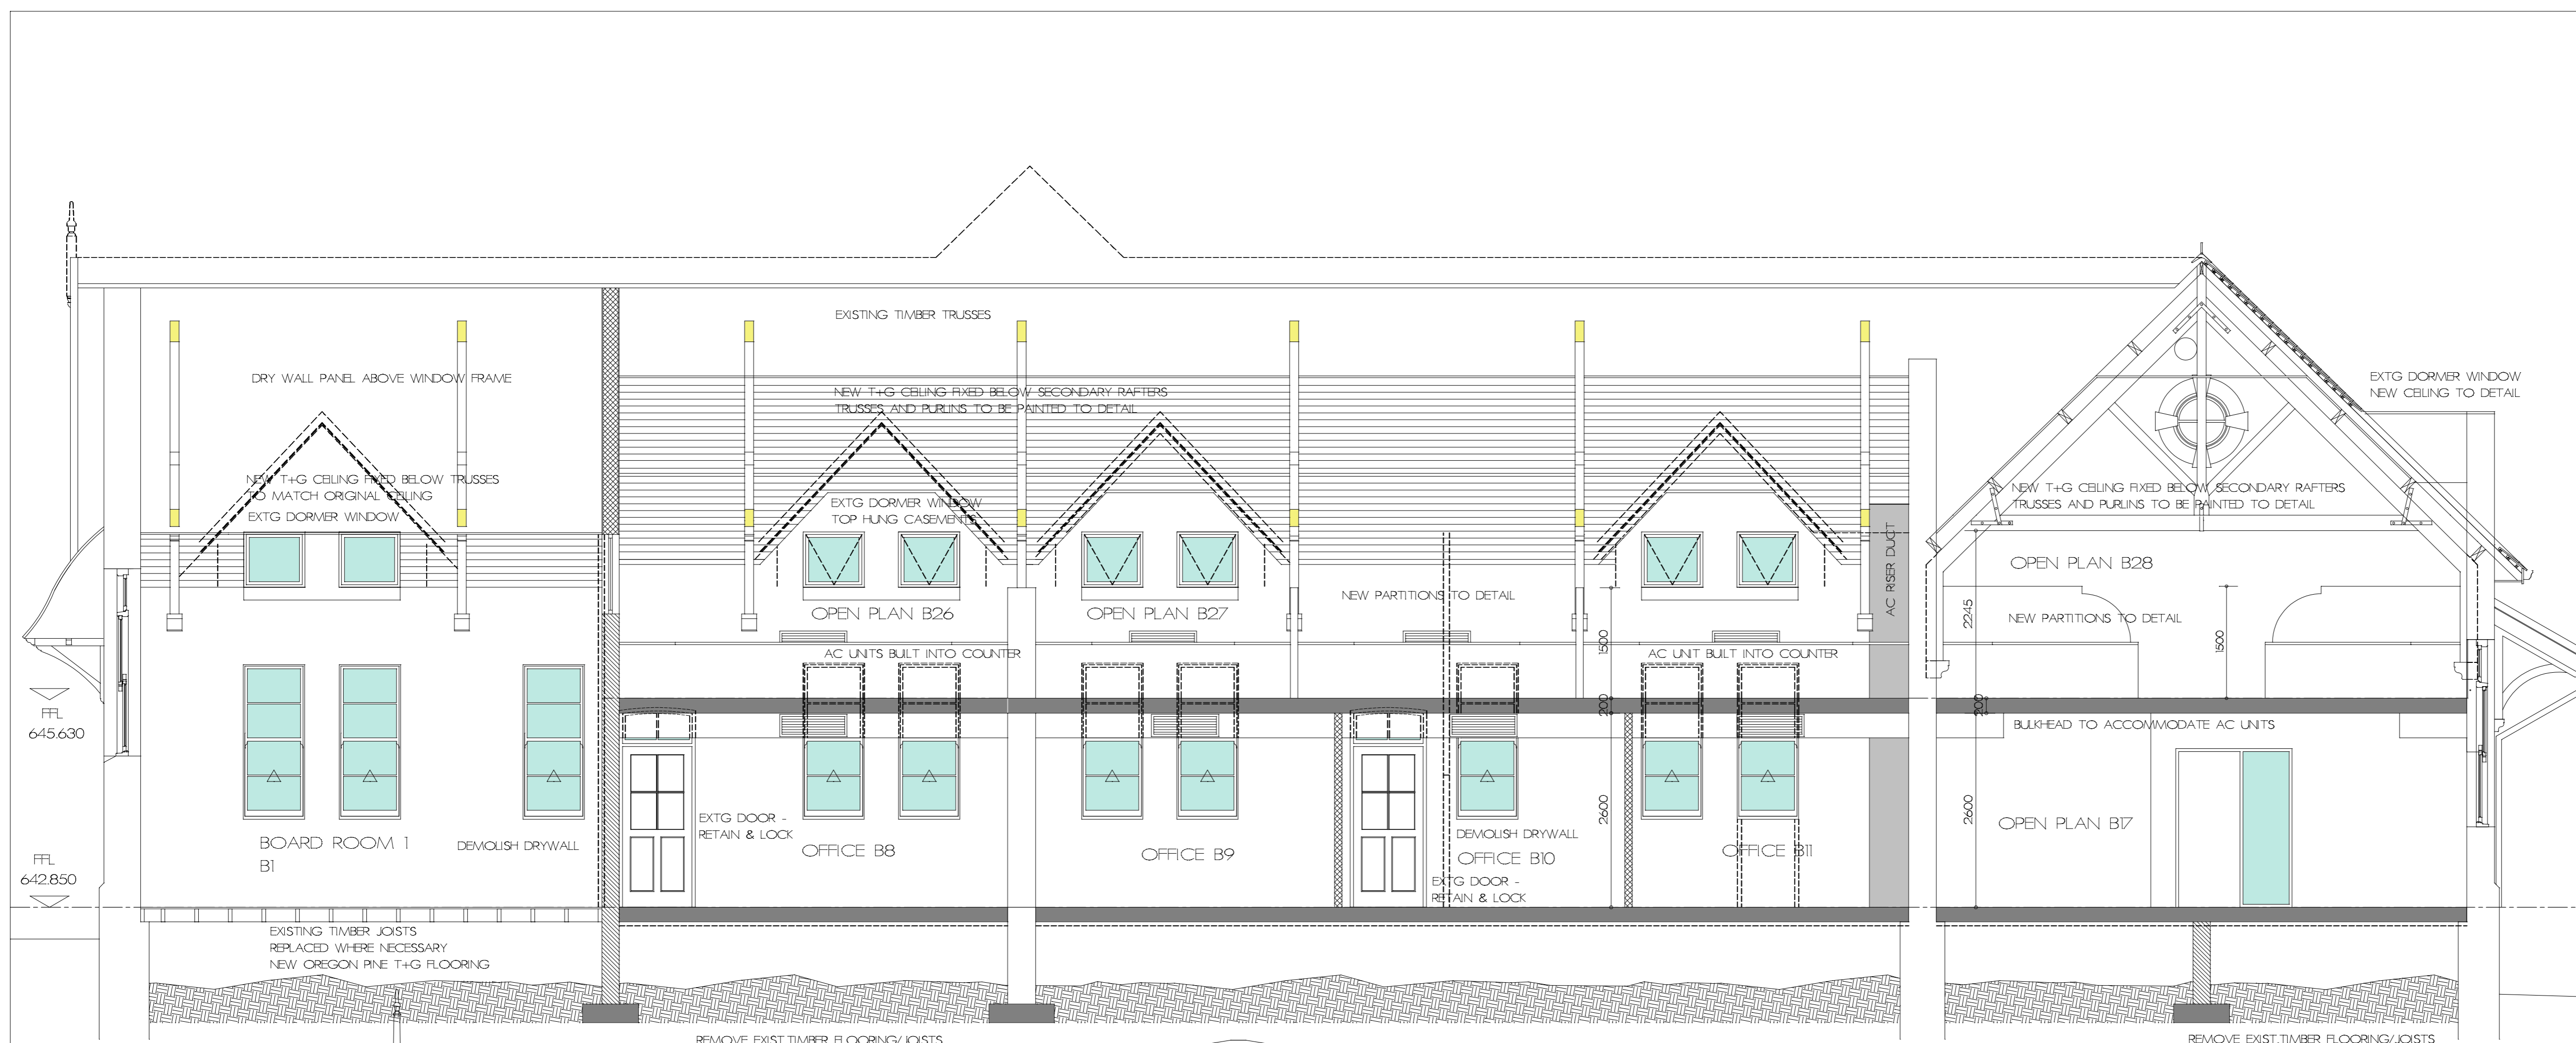 EXISTING TIMBER TRUSSES
DRY WALL PANEL ABOVE WINDOW FRAME
NEW T+G CEILING FIXED BELOW SECONDARY RAFTERS
TRUSSES AND PURLINS TO BE PAINTED TO DETAIL
EXTG DORMER WINDOW
NEW CEILING TO DETAIL
NEW T+G CEILING FIXED BELOW TRUSSES
TO MATCH ORIGINAL CEILING
EXTG DORMER WINDOW
EXTG DORMER WINDOW
TOP HUNG CASEMENTS
NEW T+G CEILING FIXED BELOW SECONDARY RAFTERS
TRUSSES AND PURLINS TO BE PAINTED TO DETAIL
AC RISER DUCT
OPEN PLAN B28
OPEN PLAN B26
OPEN PLAN B27
NEW PARTITIONS TO DETAIL
2245
NEW PARTITIONS TO DETAIL
1500
1500
AC UNITS BUILT INTO COUNTER
AC UNIT BUILT INTO COUNTER
FFL
645.630
200
200
BULKHEAD TO ACCOMMODATE AC UNITS
2600
2600
EXTG DOOR -
RETAIN & LOCK
OPEN PLAN B17
BOARD ROOM 1
B1
DEMOLISH DRYWALL
OFFICE B8
OFFICE B9
DEMOLISH DRYWALL
OFFICE B10
OFFICE B11
EXTG DOOR -
RETAIN & LOCK
FFL
642.850
EXISTING TIMBER JOISTS
REPLACED WHERE NECESSARY
NEW OREGON PINE T+G FLOORING
REMOVE EXIST.TIMBER FLOORING/JOISTS
REMOVE EXIST.TIMBER FLOORING/JOISTS